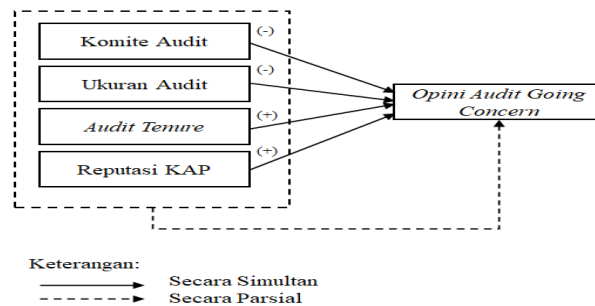 Komite Audit
(-)
Ukuran Audit
(-)
Audit Tenure
(+)
Reputasi KAP
(+)
Opini Audit Going
Concern
Keterangan:
Secara Simultan
Secara Parsial